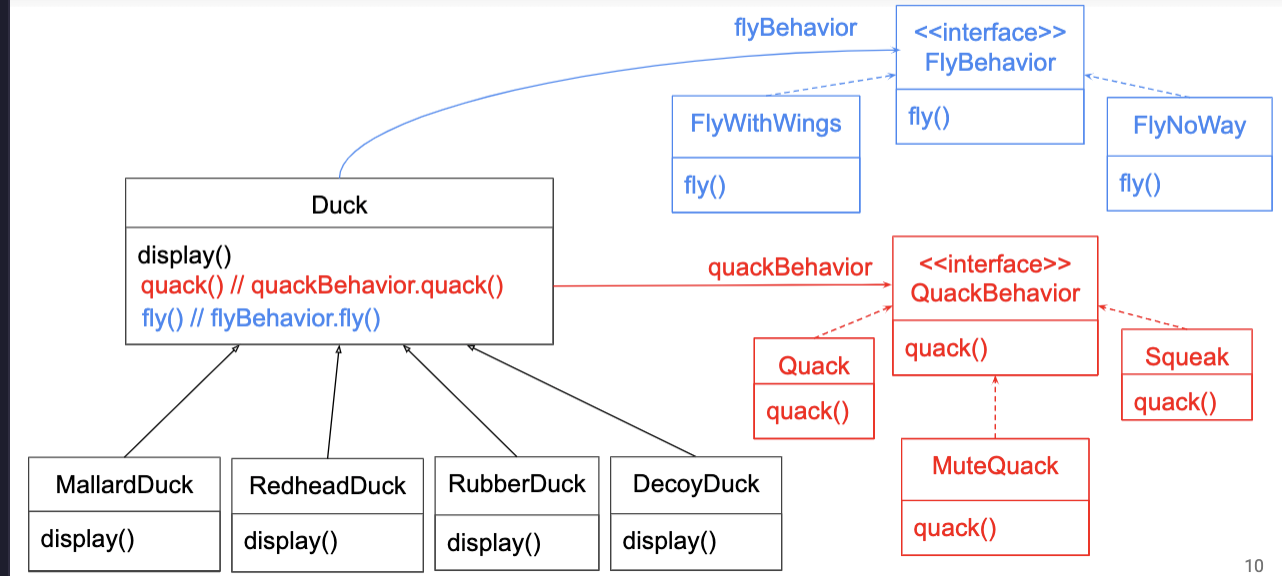 flyBehavior
<<interface>>
FlyBehavior
fly()
FlyWithWings
fly()
FlyNoWay
fly()
Duck
display()
quack() // quackBehavior.quack()
fly() // flyBehavior.fly()
quackBehavior
<<interface>>
QuackBehavior
quack()
Quack
quack()
Squeak
quack()
MuteQuack
quack()
MallardDuck
display()
RedheadDuck
display()
RubberDuck
display()
DecoyDuck
display()
10